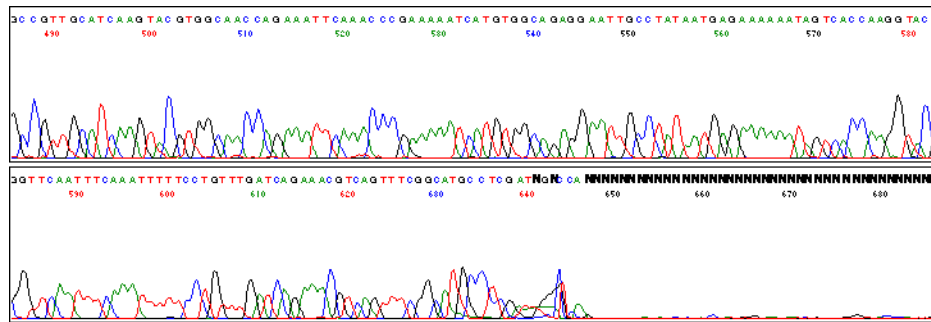 GCCGTTGCATCAAGTACGTGGCAACCAGAAATTCAAACCCGAAAAATCATGTGGCAGAGGAATTGCCTATAATGAGAAAAAATAGTCACCAAGGTAC
490 500 510 520 530 540 550 560 570 580
GGTTCAATTTCAAATTTTTCCTGTTTGATCAGAAACGTCAGTTTCGGCATGCCTCGATNGNCCANNNNNNNNNNNNNNNNNNNNNNNNNNNNNNNNNNNNNNN
590 600 610 620 630 640 650 660 670 680